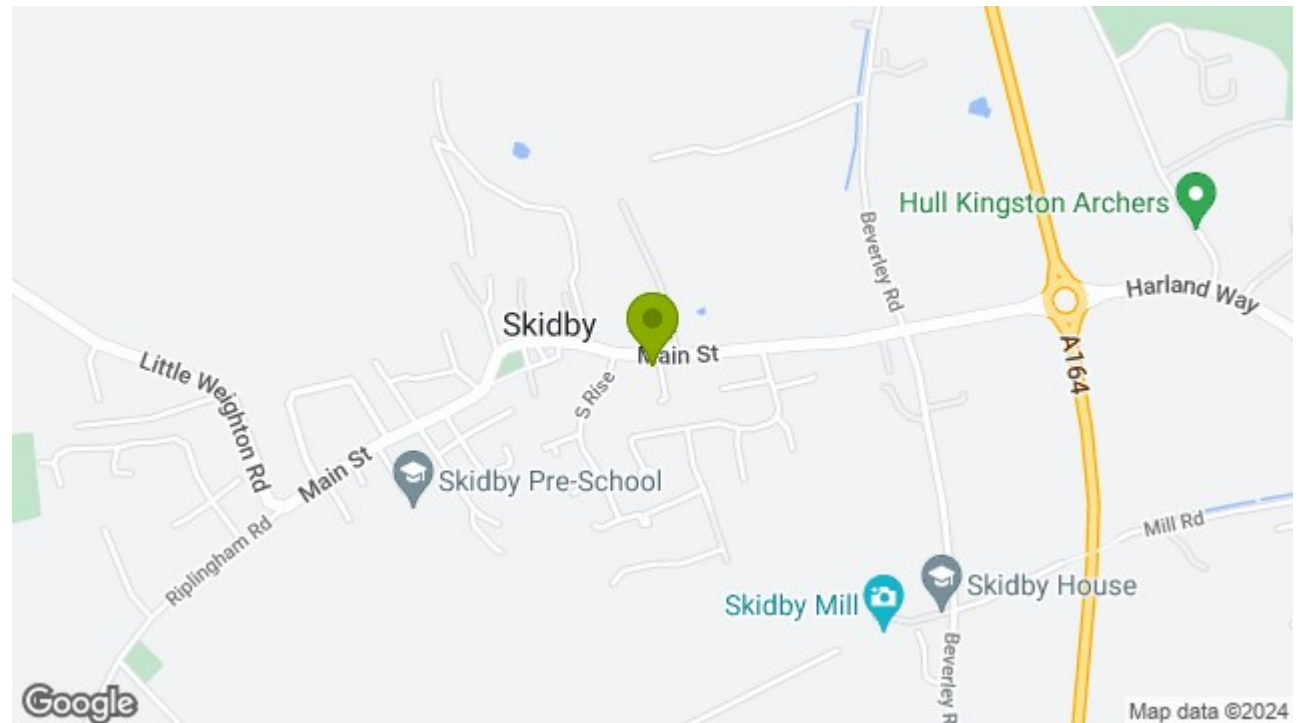 Hull Kingston Archers
Beverley Rd
Harland Way
Skidby
Main St
A164
Little Weighton Rd
S Rise
Main St
Skidby Pre-School
Riplingham Rd
Mill Rd
Skidby House
Skidby Mill
Beverley R
Google
Map data ©2024